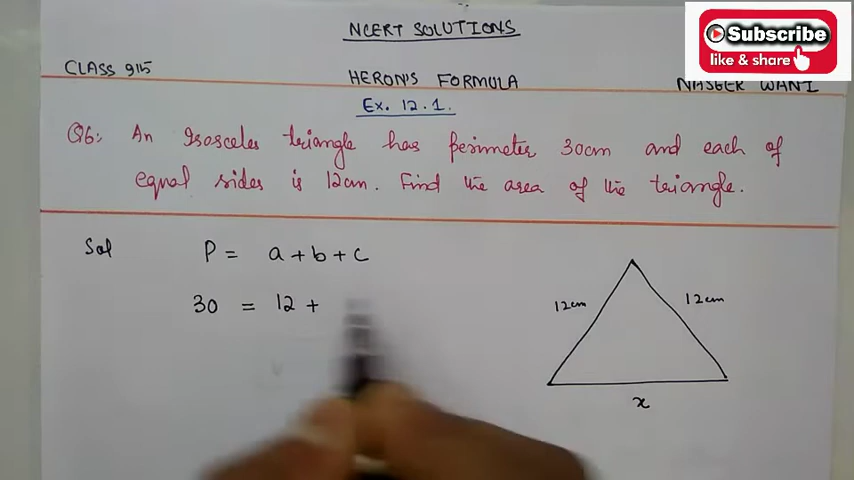 NCERT SOLUTIONS
Subscribe
like & share
CLASS 9th
HERON'S FORMULA
NASEER WANI
Ex. 12.1.
Q6: An Isosceles triangle has perimeter 30cm and each of
equal sides is 12cm. Find the area of the triangle.
Sol P = a + b + c
30 = 12 +
12cm 12cm
x